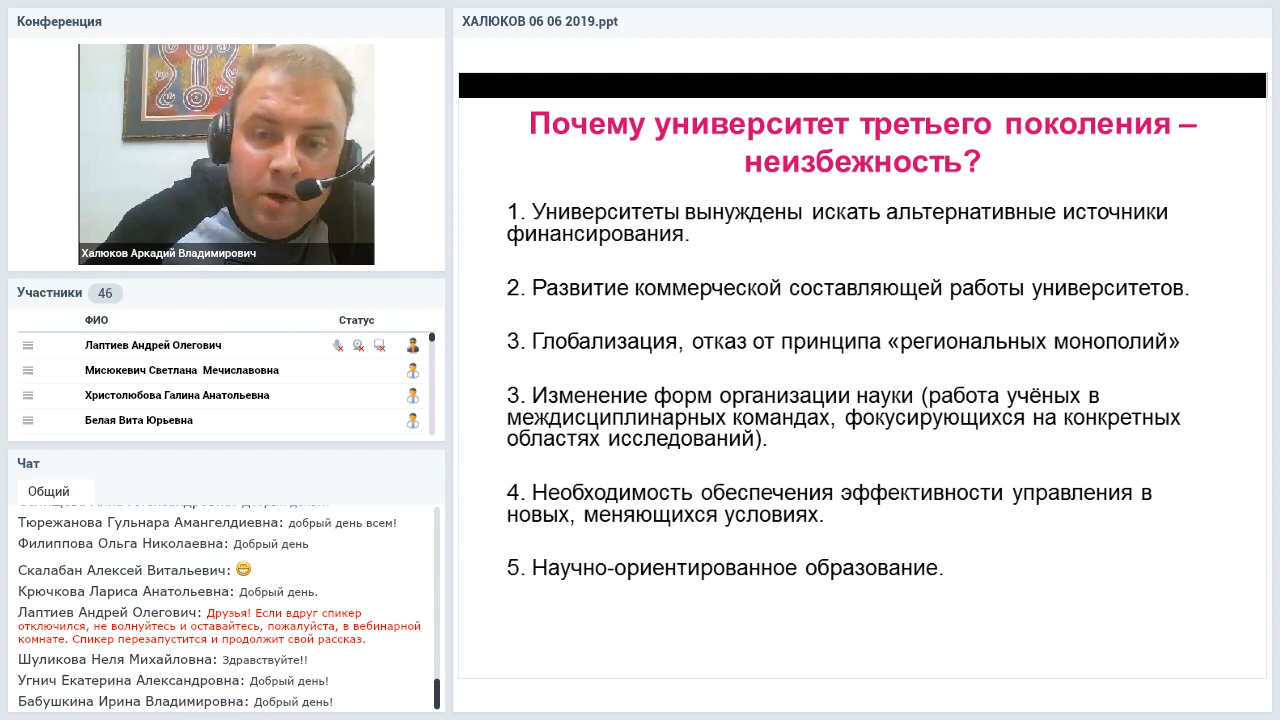 Конференция
Халюков Аркадий Владимирович
Участники 46
ФИО Статус
Лаптиев Андрей Олегович
Мисюкевич Светлана Мечиславовна
Христолюбова Галина Анатольевна
Белая Вита Юрьевна
Чат
Общий
Тюрежанова Гульнара Амангелдиевна: добрый день всем!
Филиппова Ольга Николаевна: Добрый день
Скалабан Алексей Витальевич:
Крючкова Лариса Анатольевна: Добрый день.
Лаптиев Андрей Олегович: Друзья! Если вдруг спикер
отключился, не волнуйтесь и оставайтесь, пожалуйста, в вебинарной
комнате. Спикер перезапустится и продолжит свой рассказ.
Шуликова Неля Михайловна: Здравствуйте!!
Угнич Екатерина Александровна: Добрый день!
Бабушкина Ирина Владимировна: Добрый день!
ХАЛЮКОВ 06 06 2019.ppt
Почему университет третьего поколения –
неизбежность?
1. Университеты вынуждены искать альтернативные источники
финансирования.
2. Развитие коммерческой составляющей работы университетов.
3. Глобализация, отказ от принципа «региональных монополий»
3. Изменение форм организации науки (работа учёных в
междисциплинарных командах, фокусирующихся на конкретных
областях исследований).
4. Необходимость обеспечения эффективности управления в
новых, меняющихся условиях.
5. Научно-ориентированное образование.